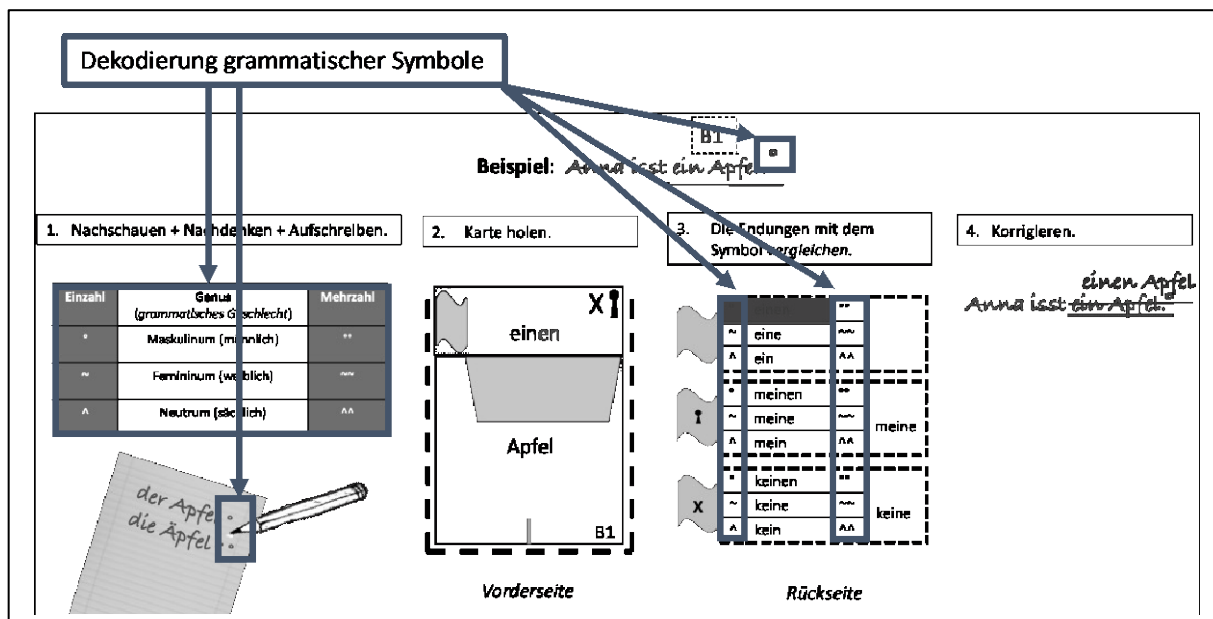 Dekodierung grammatischer Symbole
B1
Beispiel: Anna isst ein Apfel. °
1. Nachschauen + Nachdenken + Aufschreiben.
2. Karte holen.
3. Die Endungen mit dem
Symbol vergleichen.
4. Korrigieren.
Einzahl Genus Mehrzahl
(grammatisches Geschlecht)
° Maskulinum (männlich) °°
~ Femininum (weiblich) ~~
^ Neutrum (sächlich) ^^
der Apfel °
die Äpfel °°
X
einen
Apfel
B1
Vorderseite
°°
~ eine ~~
^ ein ^^
° meinen °°
~ meine ~~ meine
^ mein ^^
X
° keinen °°
~ keine ~~ keine
^ kein ^^
Rückseite
einen Apfel
Anna isst ein Apfel. °